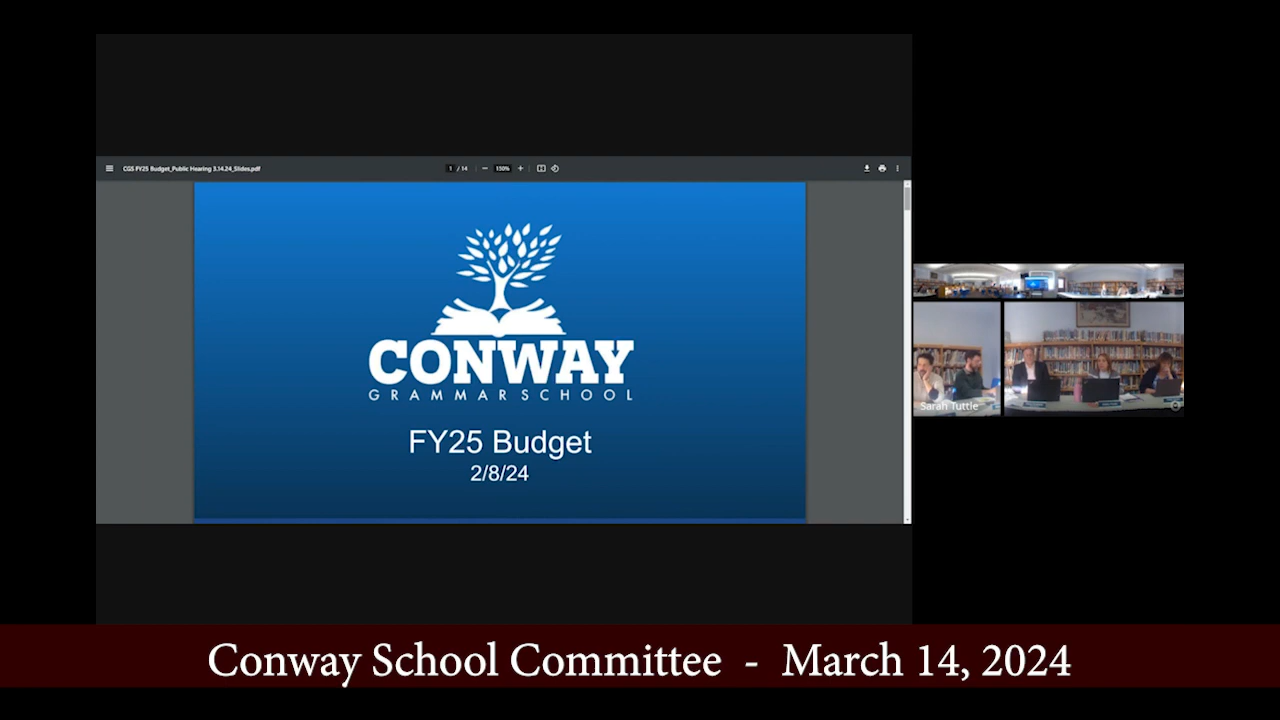 CGS FY25 Budget_Public Hearing 3.14.24_Slides.pdf
1 / 14
150%
CONWAY
GRAMMAR SCHOOL
FY25 Budget
2/8/24
Sarah Tuttle
Conway School Committee - March 14, 2024